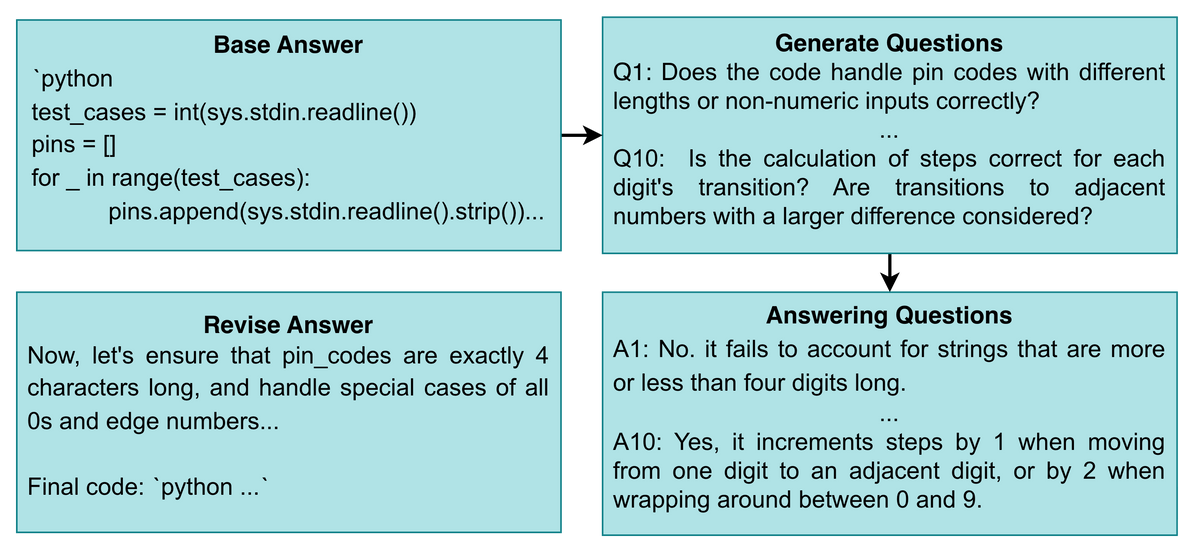 Base Answer
`python
test_cases = int(sys.stdin.readline())
pins = []
for _ in range(test_cases):
pins.append(sys.stdin.readline().strip())...
Generate Questions
Q1: Does the code handle pin codes with different
lengths or non-numeric inputs correctly?
...
Q10: Is the calculation of steps correct for each
digit's transition? Are transitions to adjacent
numbers with a larger difference considered?
Answering Questions
A1: No. it fails to account for strings that are more
or less than four digits long.
...
A10: Yes, it increments steps by 1 when moving
from one digit to an adjacent digit, or by 2 when
wrapping around between 0 and 9.
Revise Answer
Now, let's ensure that pin_codes are exactly 4
characters long, and handle special cases of all
0s and edge numbers...
Final code: `python ...`